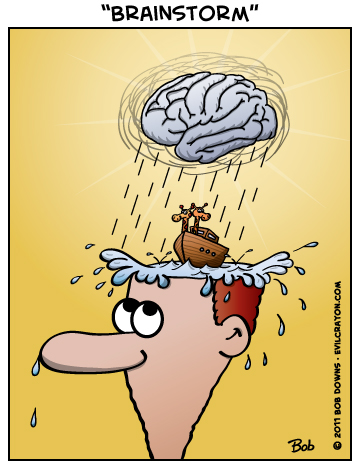 "BRAINSTORM"
© 2011 BOB DOWNS - EVILCRAYON.COM
Bob